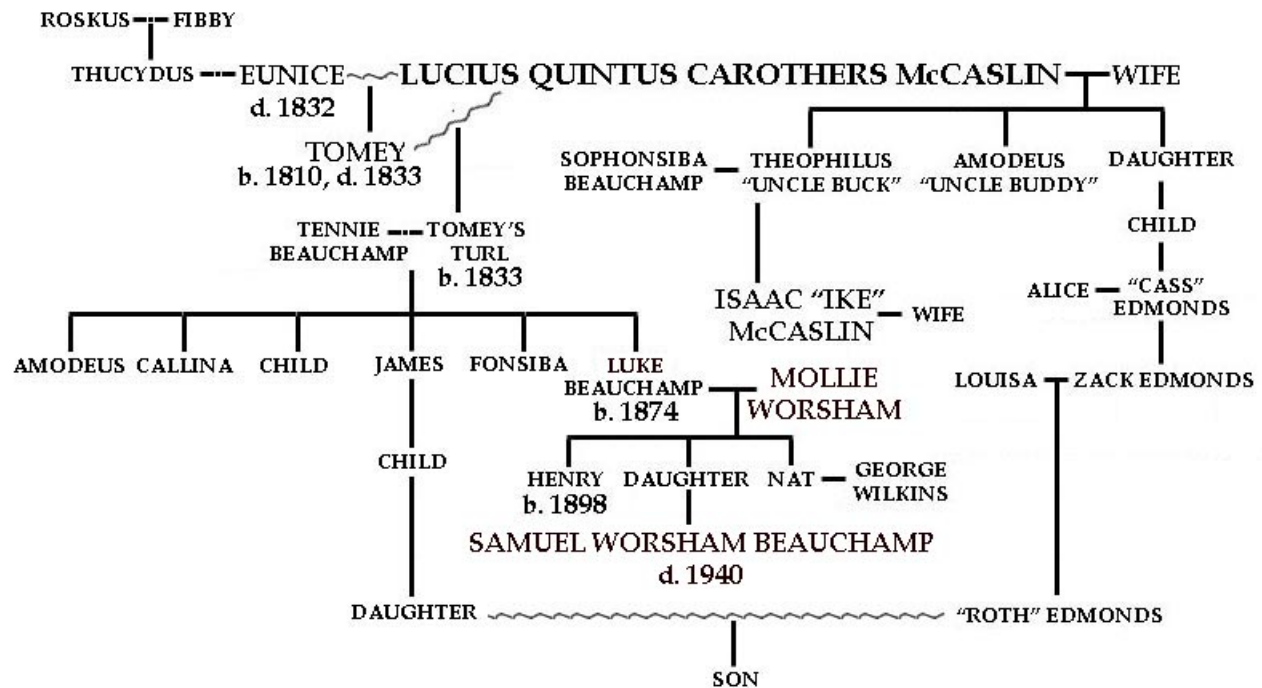 ROSKUS FIBBY
THUCYDUS EUNICE LUCIUS QUINTUS CAROTHERS McCASLIN WIFE
d. 1832
TOMEY
b. 1810, d. 1833
SOPHONSIBA
BEAUCHAMP
THEOPHILUS
"UNCLE BUCK"
AMODEUS
"UNCLE BUDDY"
DAUGHTER
TENNIE
BEAUCHAMP
TOMEY'S
TURL
b. 1833
CHILD
ISAAC "IKE"
McCASLIN
WIFE
ALICE
"CASS"
EDMONDS
AMODEUS CALLINA CHILD JAMES FONSIBA LUKE
BEAUCHAMP
b. 1874
MOLLIE
WORSHAM
LOUISA ZACK EDMONDS
CHILD
HENRY
b. 1898
DAUGHTER NAT
GEORGE
WILKINS
SAMUEL WORSHAM BEAUCHAMP
d. 1940
DAUGHTER "ROTH" EDMONDS
SON